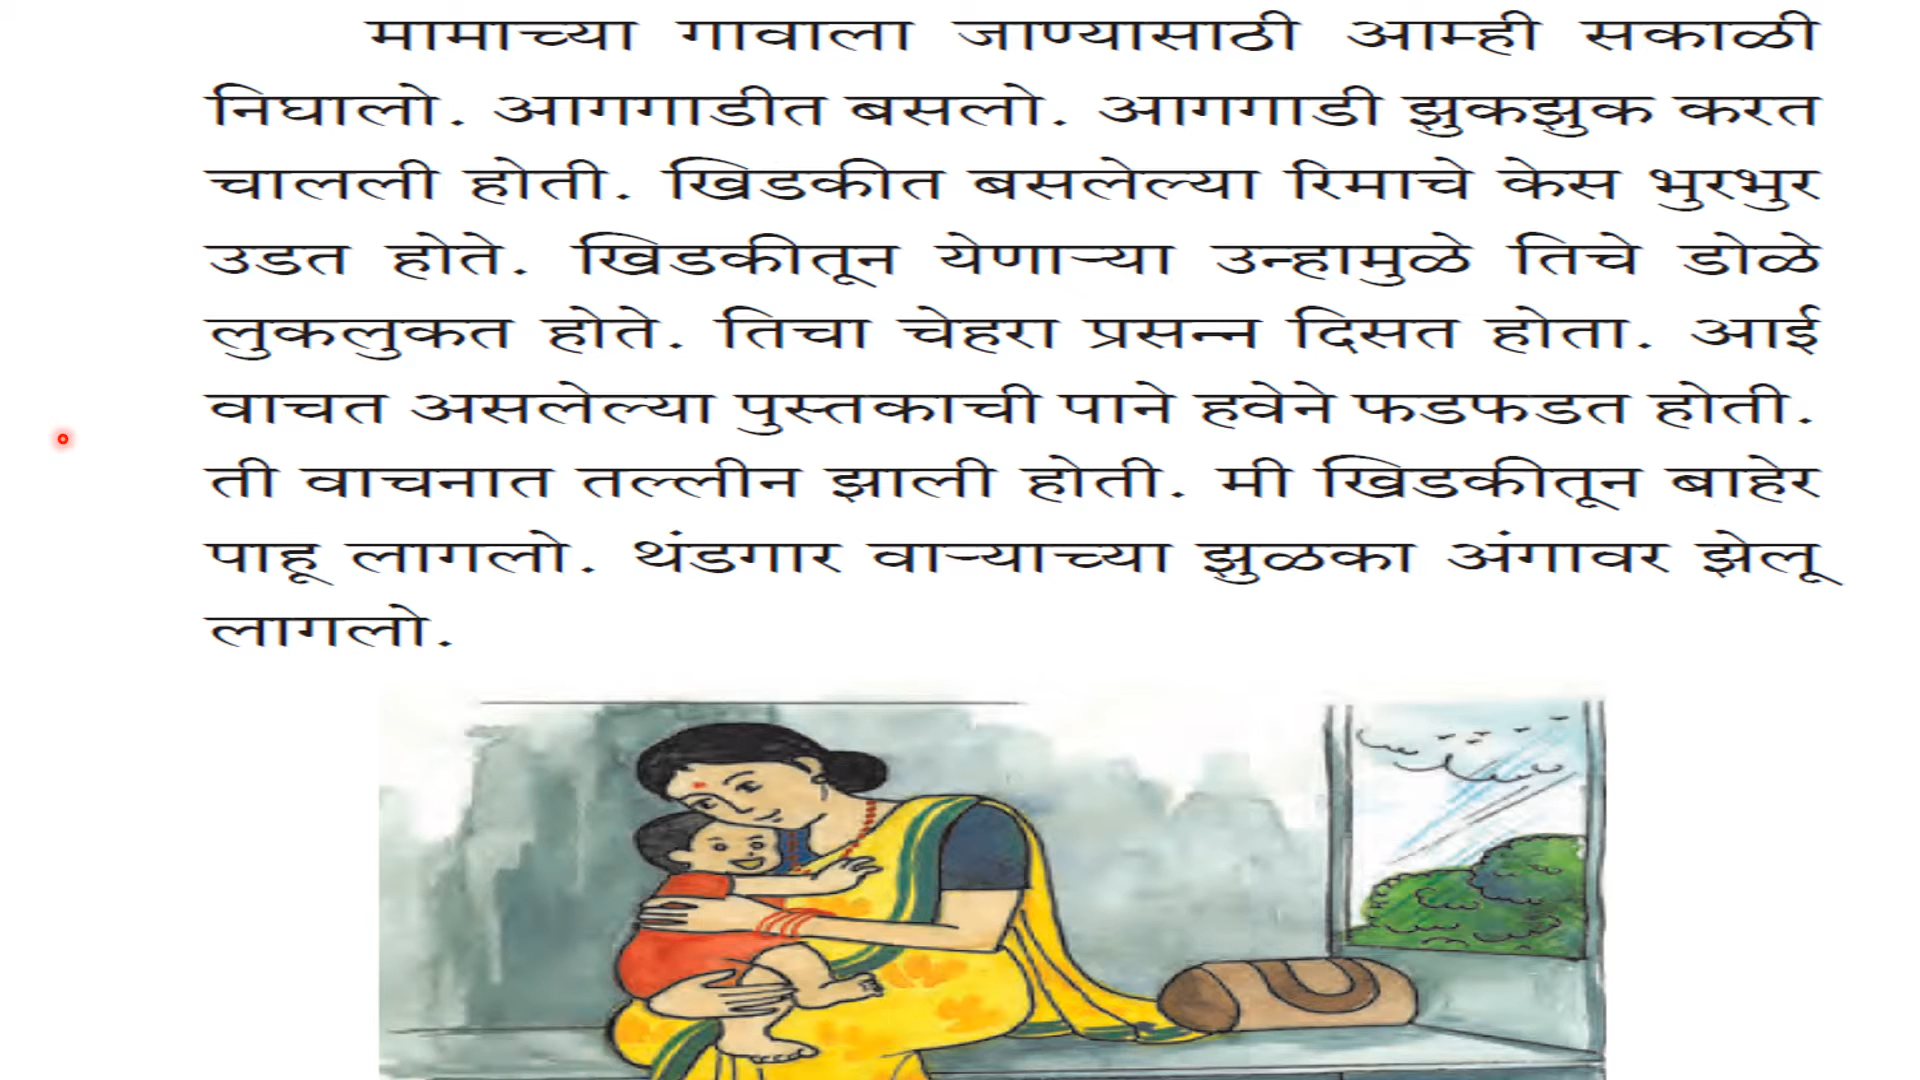 मामाच्या गावाला जाण्यासाठी आम्ही सकाळी
निघालो. आगगाडीत बसलो. आगगाडी झुकझुक करत
चालली होती. खिडकीत बसलेल्या रिमाचे केस भुरभुर
उडत होते. खिडकीतून येणाऱ्या उन्हामुळे तिचे डोळे
लुकलुकत होते. तिचा चेहरा प्रसन्न दिसत होता. आई
वाचत असलेल्या पुस्तकाची पाने हवेने फडफडत होती.
ती वाचनात तल्लीन झाली होती. मी खिडकीतून बाहेर
पाहू लागलो. थंडगार वाऱ्याच्या झुळका अंगावर झेलू
लागलो.